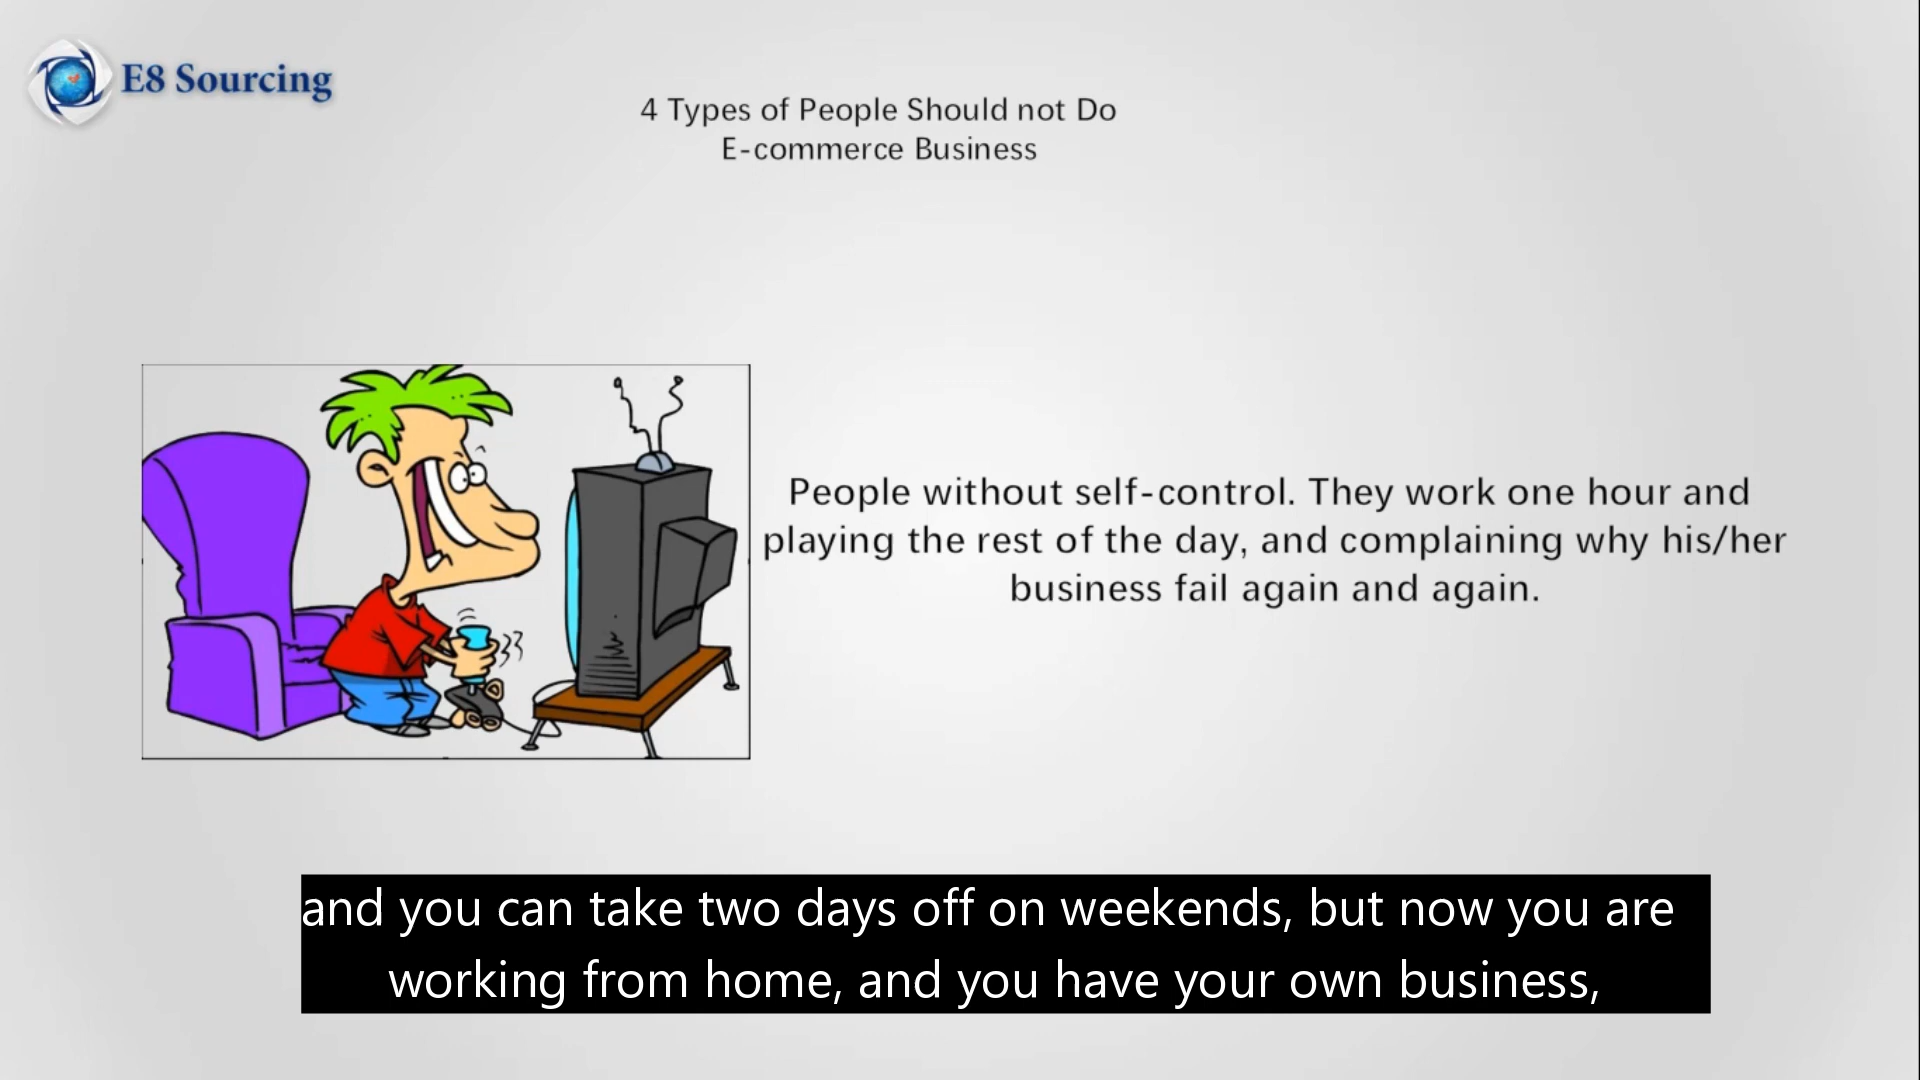 E8 Sourcing
4 Types of People Should not Do
E-commerce Business
People without self-control. They work one hour and
playing the rest of the day, and complaining why his/her
business fail again and again.
and you can take two days off on weekends, but now you are
working from home, and you have your own business,